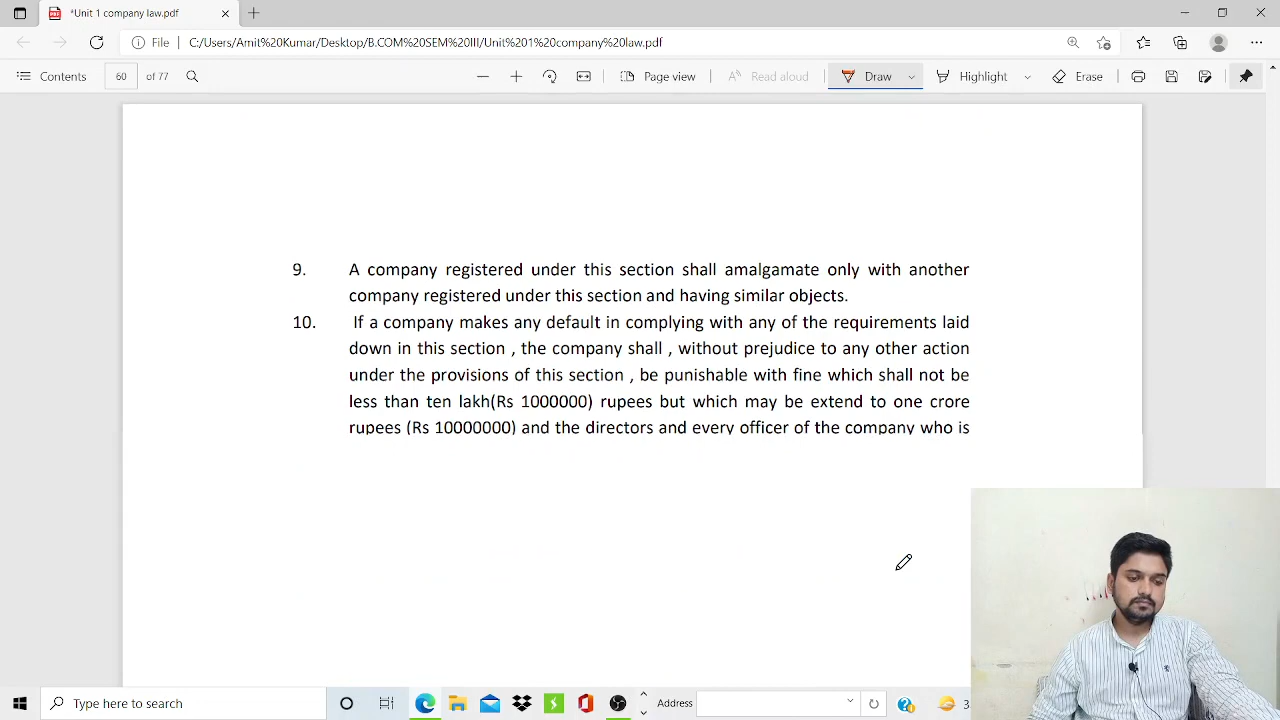 *Unit 1 company law.pdf
File
C:/Users/Amit%20Kumar/Desktop/B.COM%20SEM%20III/Unit%201%20company%20law.pdf
Contents
60
of 77
Page view
Read aloud
Draw
Highlight
Erase
9. A company registered under this section shall amalgamate only with another
company registered under this section and having similar objects.
10. If a company makes any default in complying with any of the requirements laid
down in this section , the company shall , without prejudice to any other action
under the provisions of this section , be punishable with fine which shall not be
less than ten lakh(Rs 1000000) rupees but which may be extend to one crore
rupees (Rs 10000000) and the directors and every officer of the company who is
Type here to search
Address
3